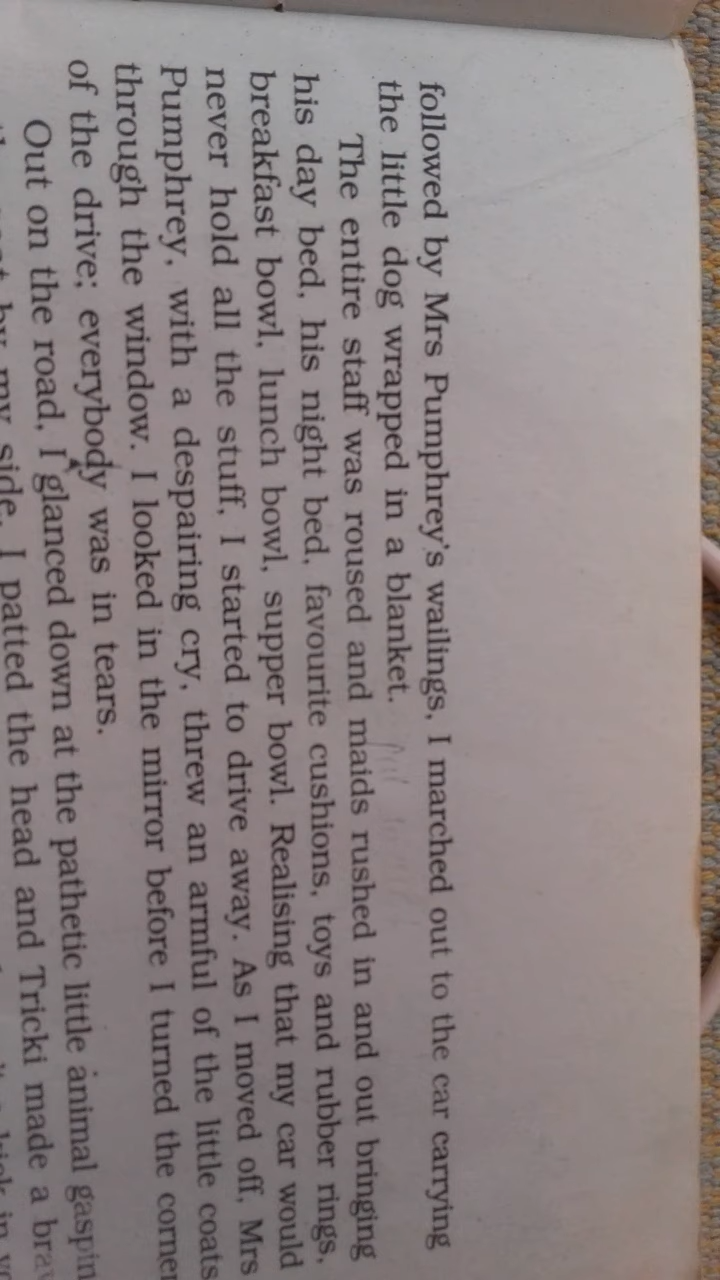 followed by Mrs Pumphrey's wailings, I marched out to the car carrying
the little dog wrapped in a blanket.
The entire staff was roused and maids rushed in and out bringing
his day bed, his night bed, favourite cushions, toys and rubber rings,
breakfast bowl, lunch bowl, supper bowl. Realising that my car would
never hold all the stuff, I started to drive away. As I moved off, Mrs
Pumphrey, with a despairing cry, threw an armful of the little coats
through the window. I looked in the mirror before I turned the corner
of the drive; everybody was in tears.
Out on the road, I glanced down at the pathetic little animal
by my side. I patted the head and Tricki made a